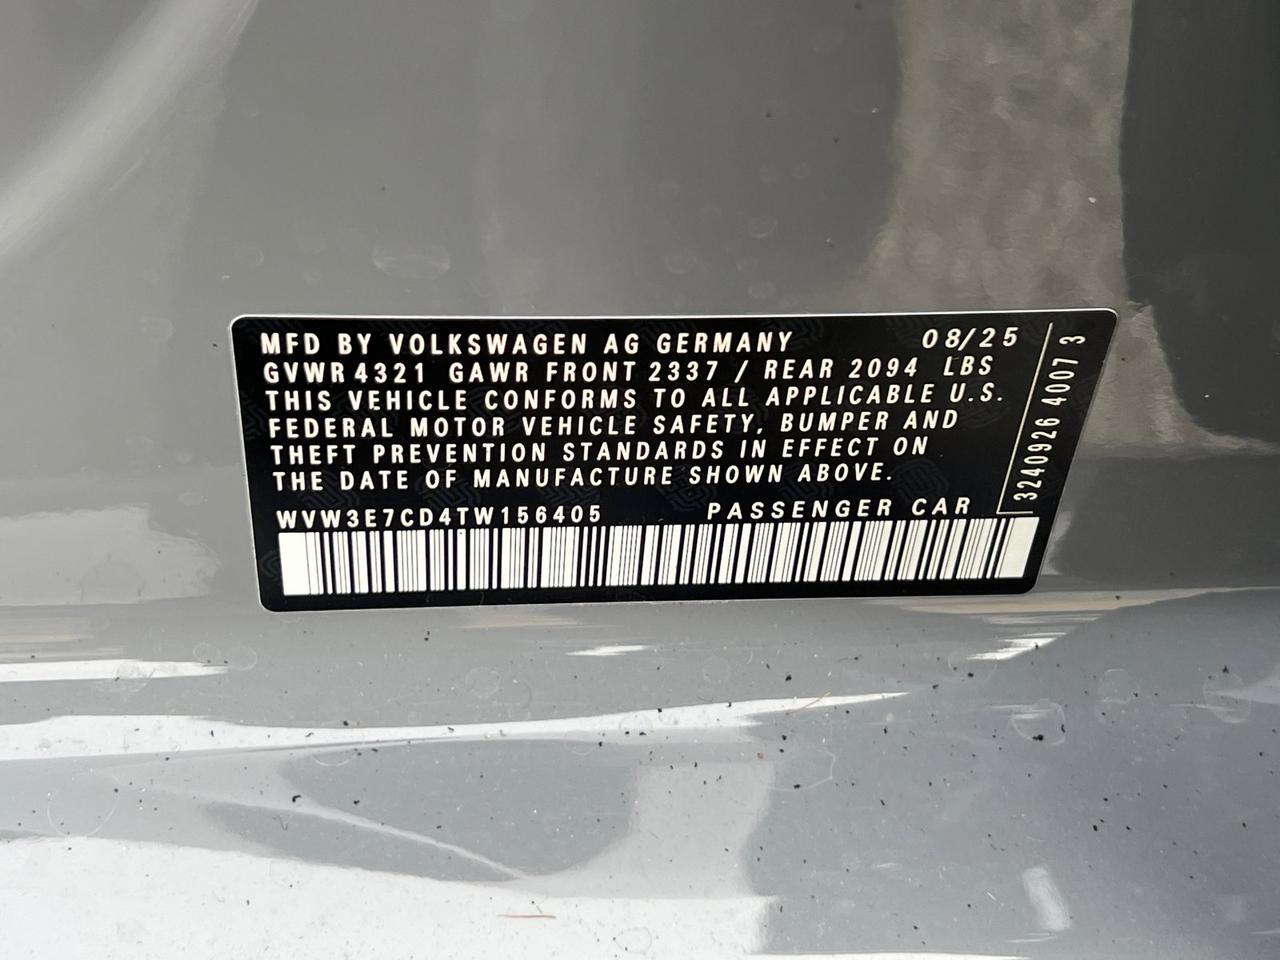 MFD BY VOLKSWAGEN AG GERMANY 08/25
GVWR 4321 GAWR FRONT 2337 / REAR 2094 LBS
THIS VEHICLE CONFORMS TO ALL APPLICABLE U.S.
FEDERAL MOTOR VEHICLE SAFETY, BUMPER AND
THEFT PREVENTION STANDARDS IN EFFECT ON
THE DATE OF MANUFACTURE SHOWN ABOVE.
WVW3E7CD4TW156405 PASSENGER CAR
3240926 4007 3